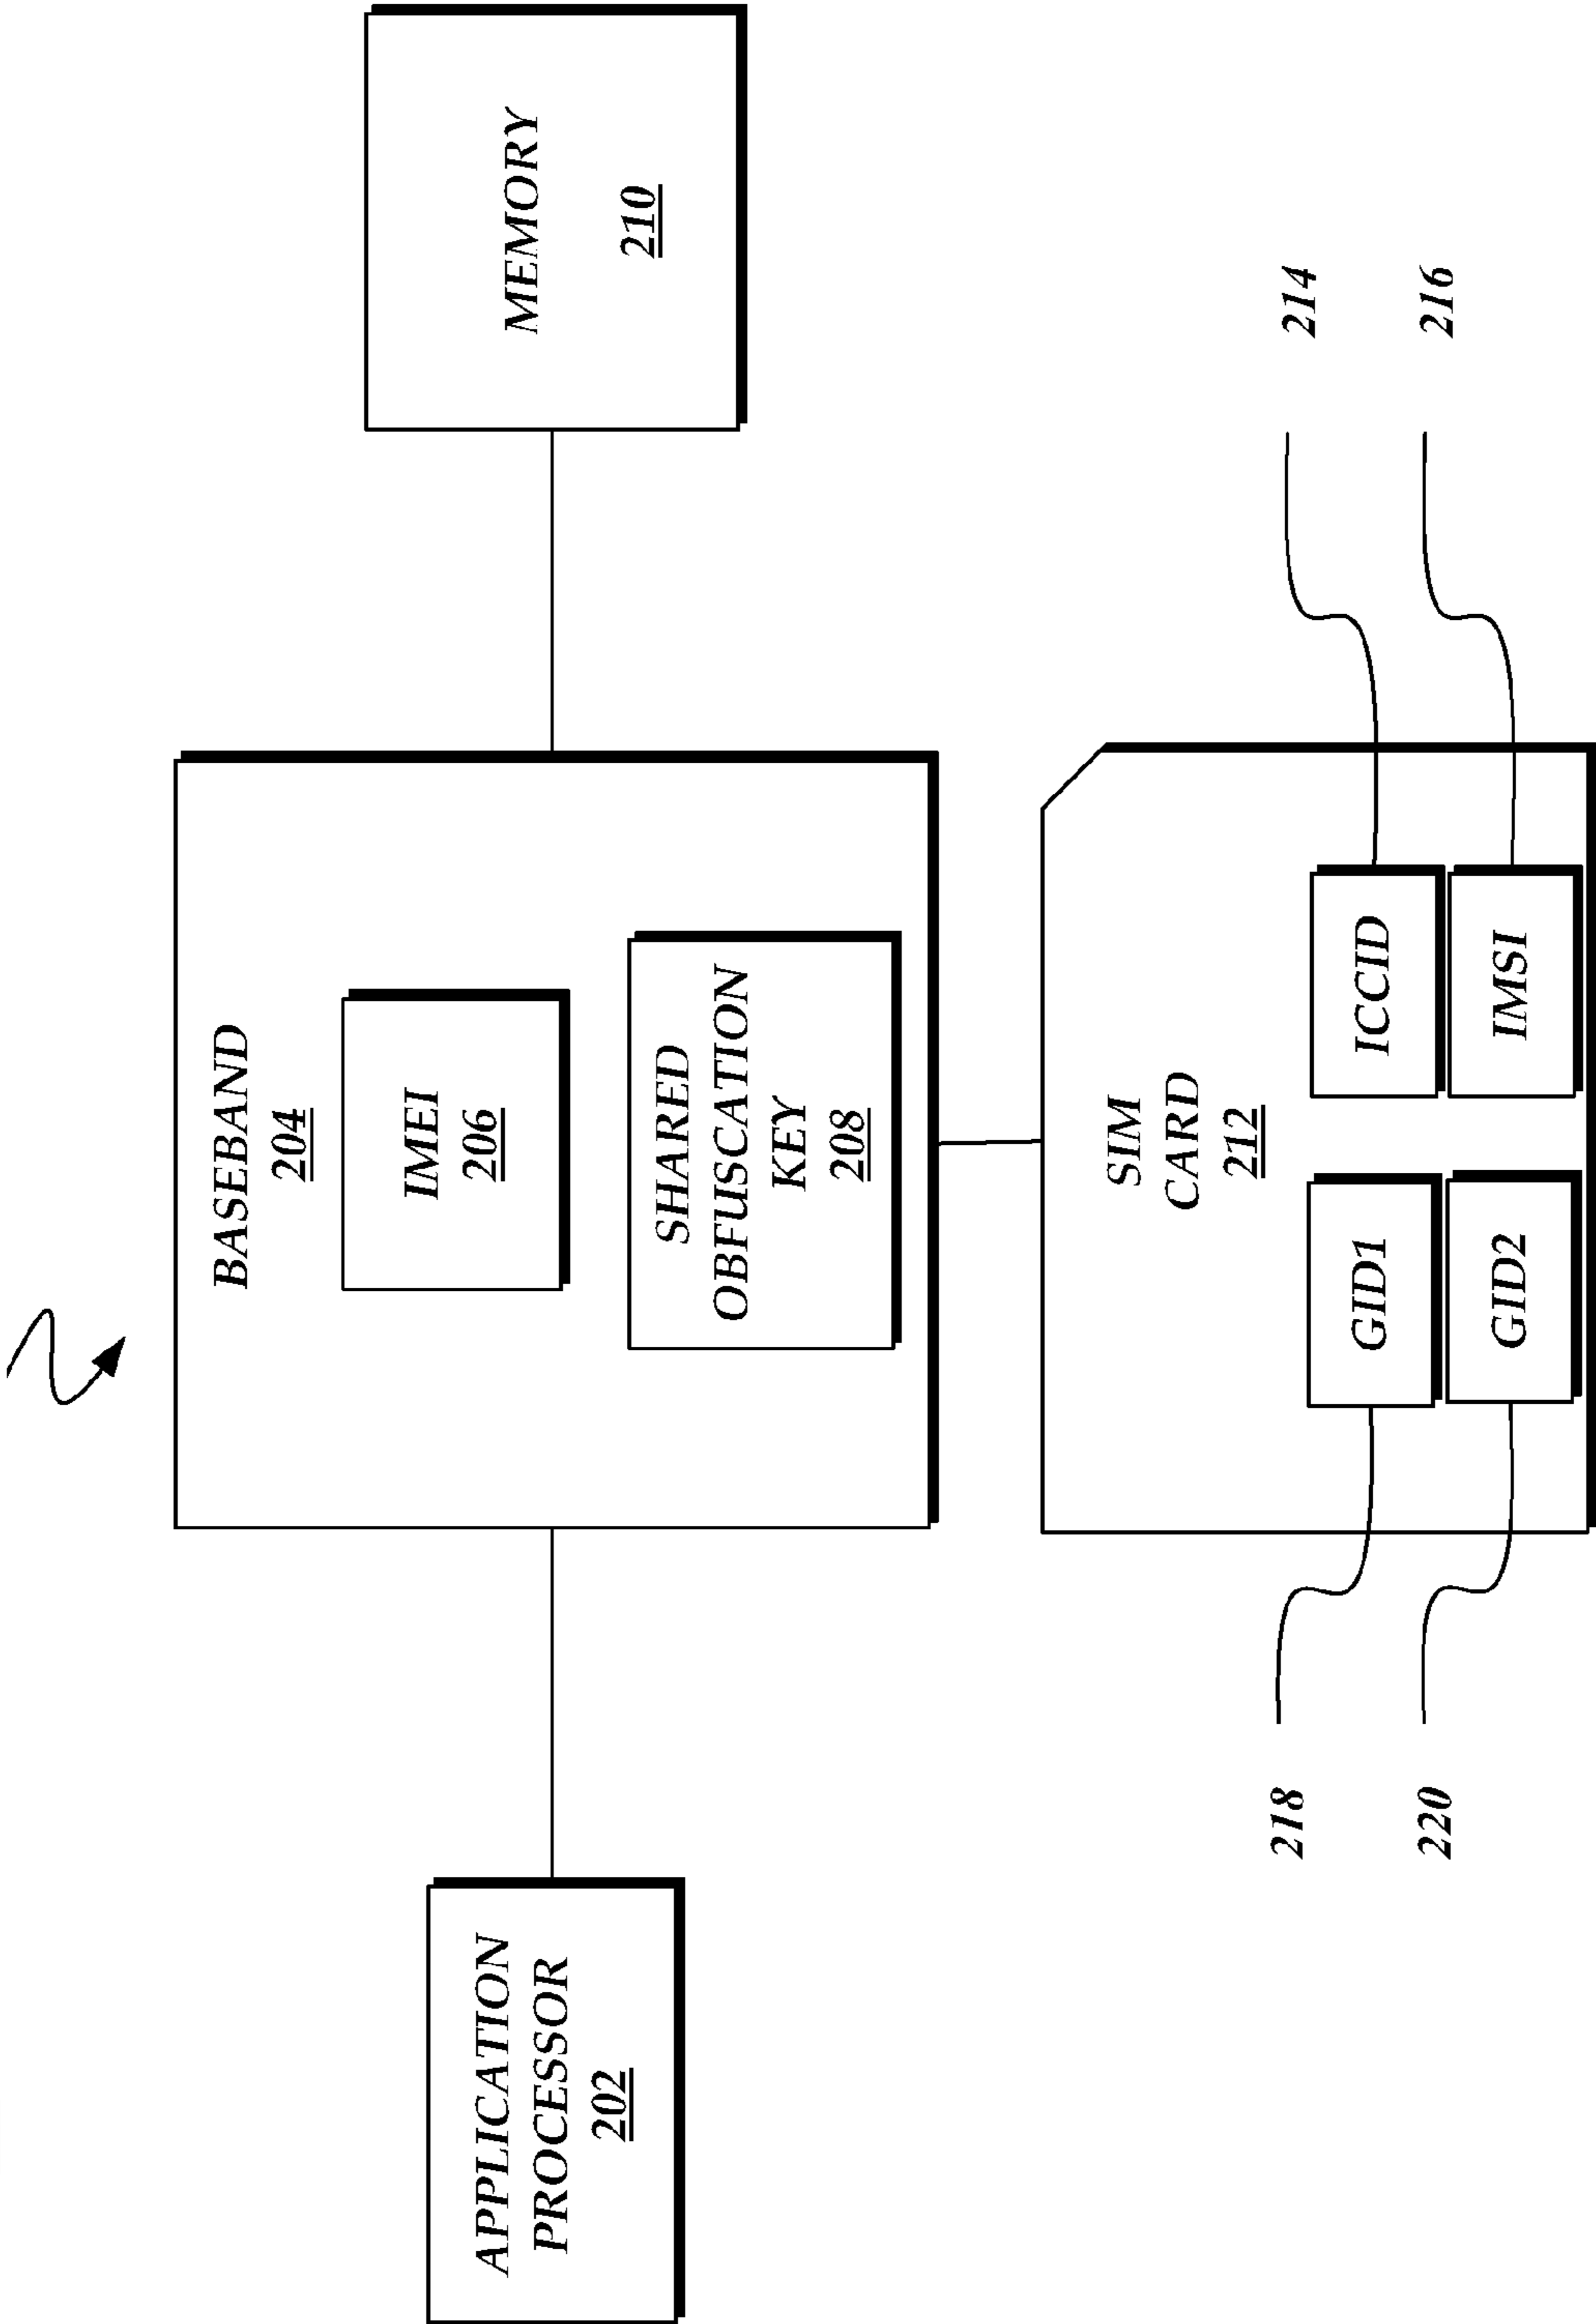 BASEBAND
204
IMEI
206
SHARED
OBFUSCATION
KEY
208
APPLICATION
PROCESSOR
202
MEMORY
210
SIM
CARD
212
218
GID1
ICCID
214
220
GID2
IMSI
216